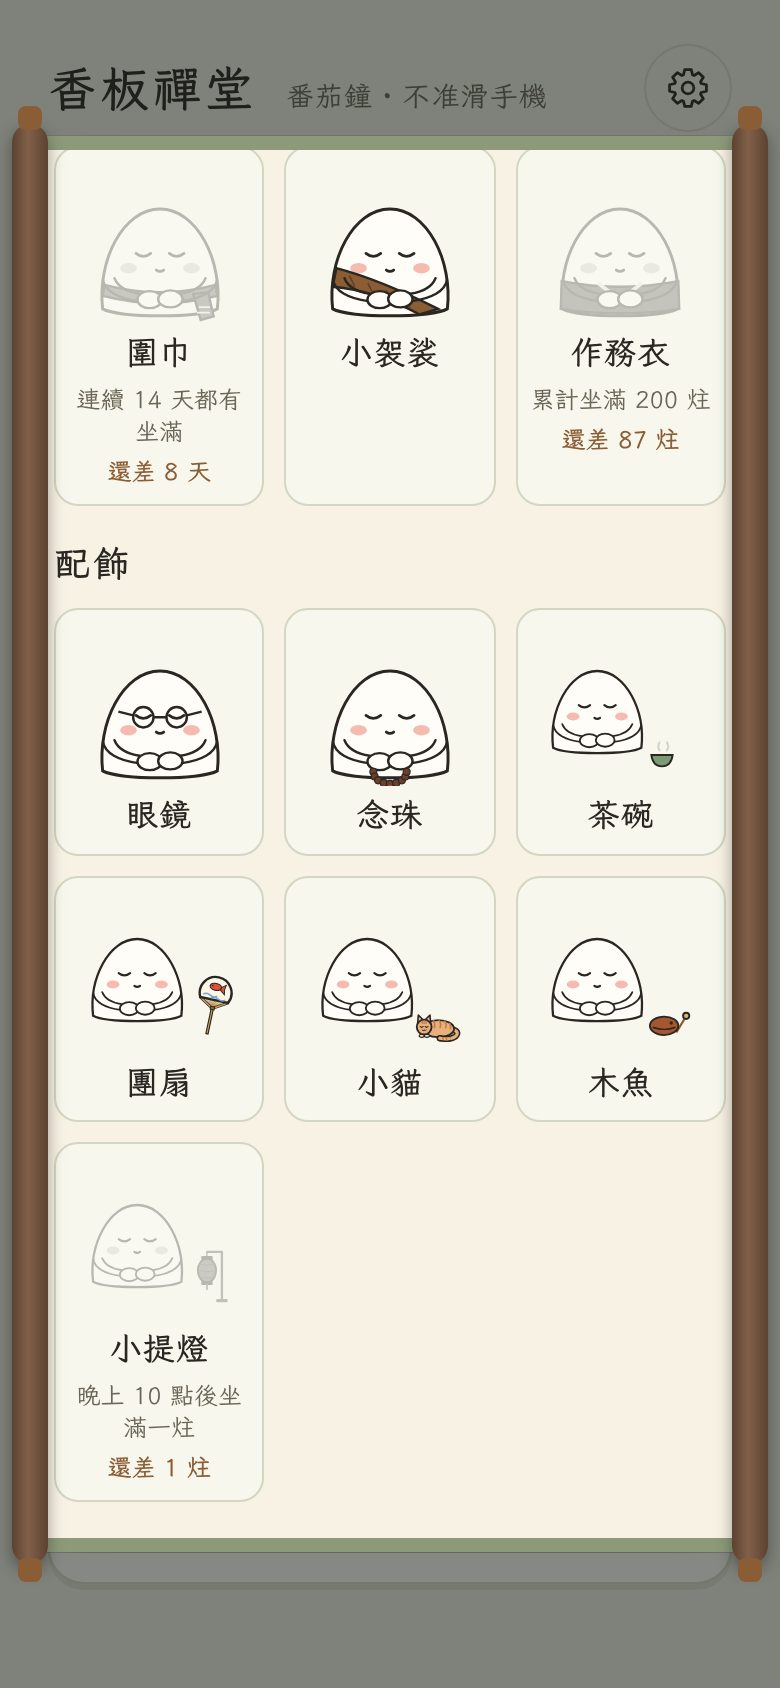 香板禪堂 番茄鐘・不准滑手機
圍巾
連續 14 天都有
坐滿
還差 8 天
小袈裟
作務衣
累計坐滿 200 炷
還差 87 炷
配飾
眼鏡
念珠
茶碗
團扇
小貓
木魚
小提燈
晚上 10 點後坐
滿一炷
還差 1 炷